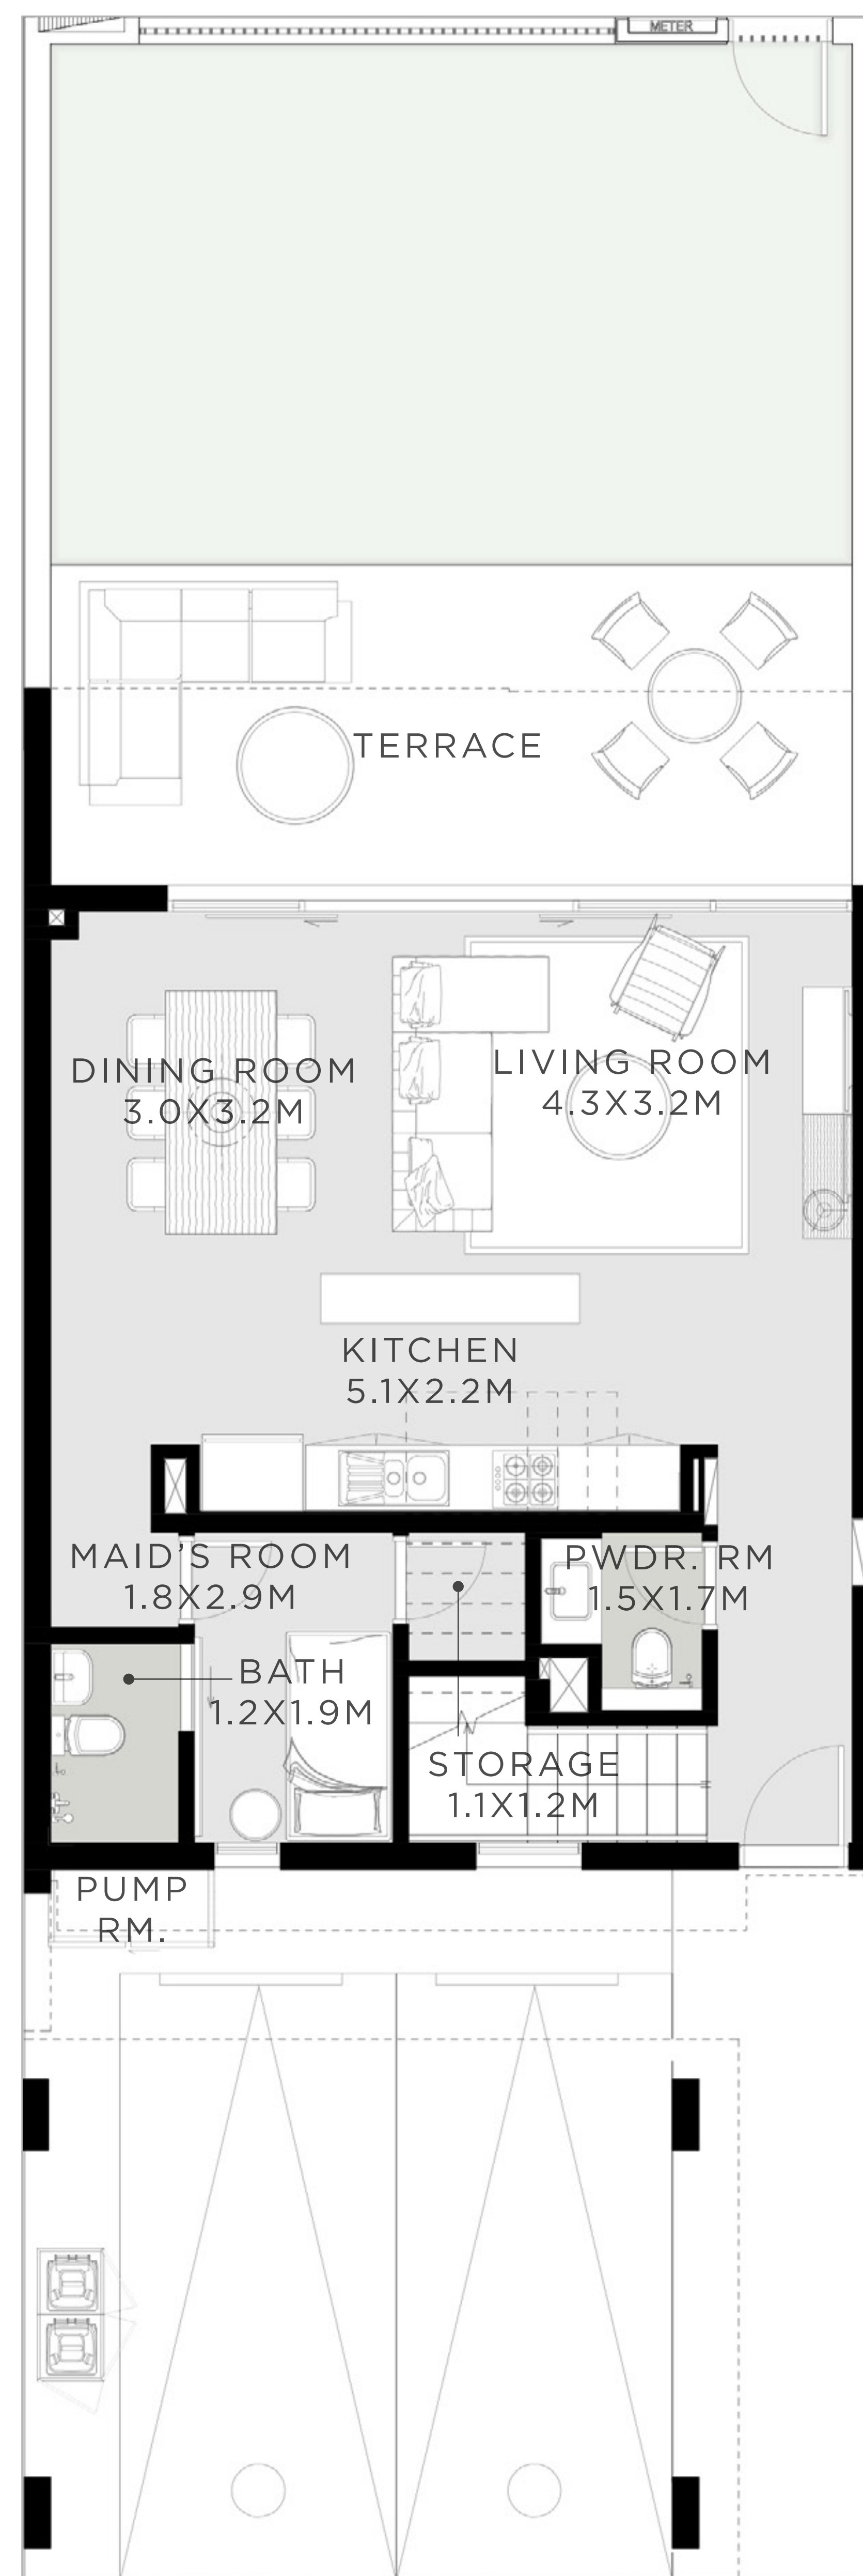 METER
TERRACE
DINING ROOM
3.0X3.2M
LIVING ROOM
4.3X3.2M
KITCHEN
5.1X2.2M
MAID'S ROOM
1.8X2.9M
PWDR. RM
1.5X1.7M
BATH
1.2X1.9M
STORAGE
1.1X1.2M
PUMP
RM.